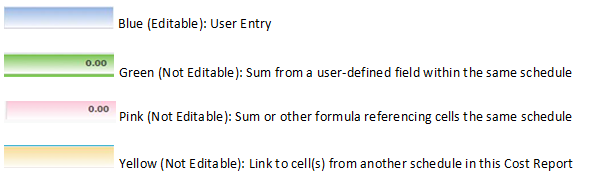 Blue (Editable): User Entry
0.00
Green (Not Editable): Sum from a user-defined field within the same schedule
0.00
Pink (Not Editable): Sum or other formula referencing cells the same schedule
Yellow (Not Editable): Link to cell(s) from another schedule in this Cost Report